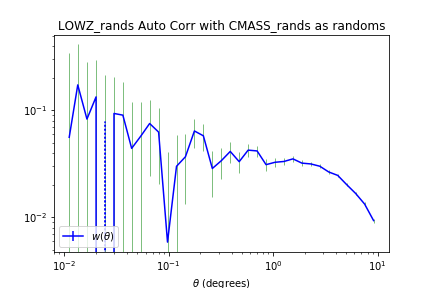 LOWZ_rands Auto Corr with CMASS_rands as randoms
10⁻¹
10⁻²
w(θ)
10⁻² 10⁻¹ 10⁰ 10¹
θ (degrees)